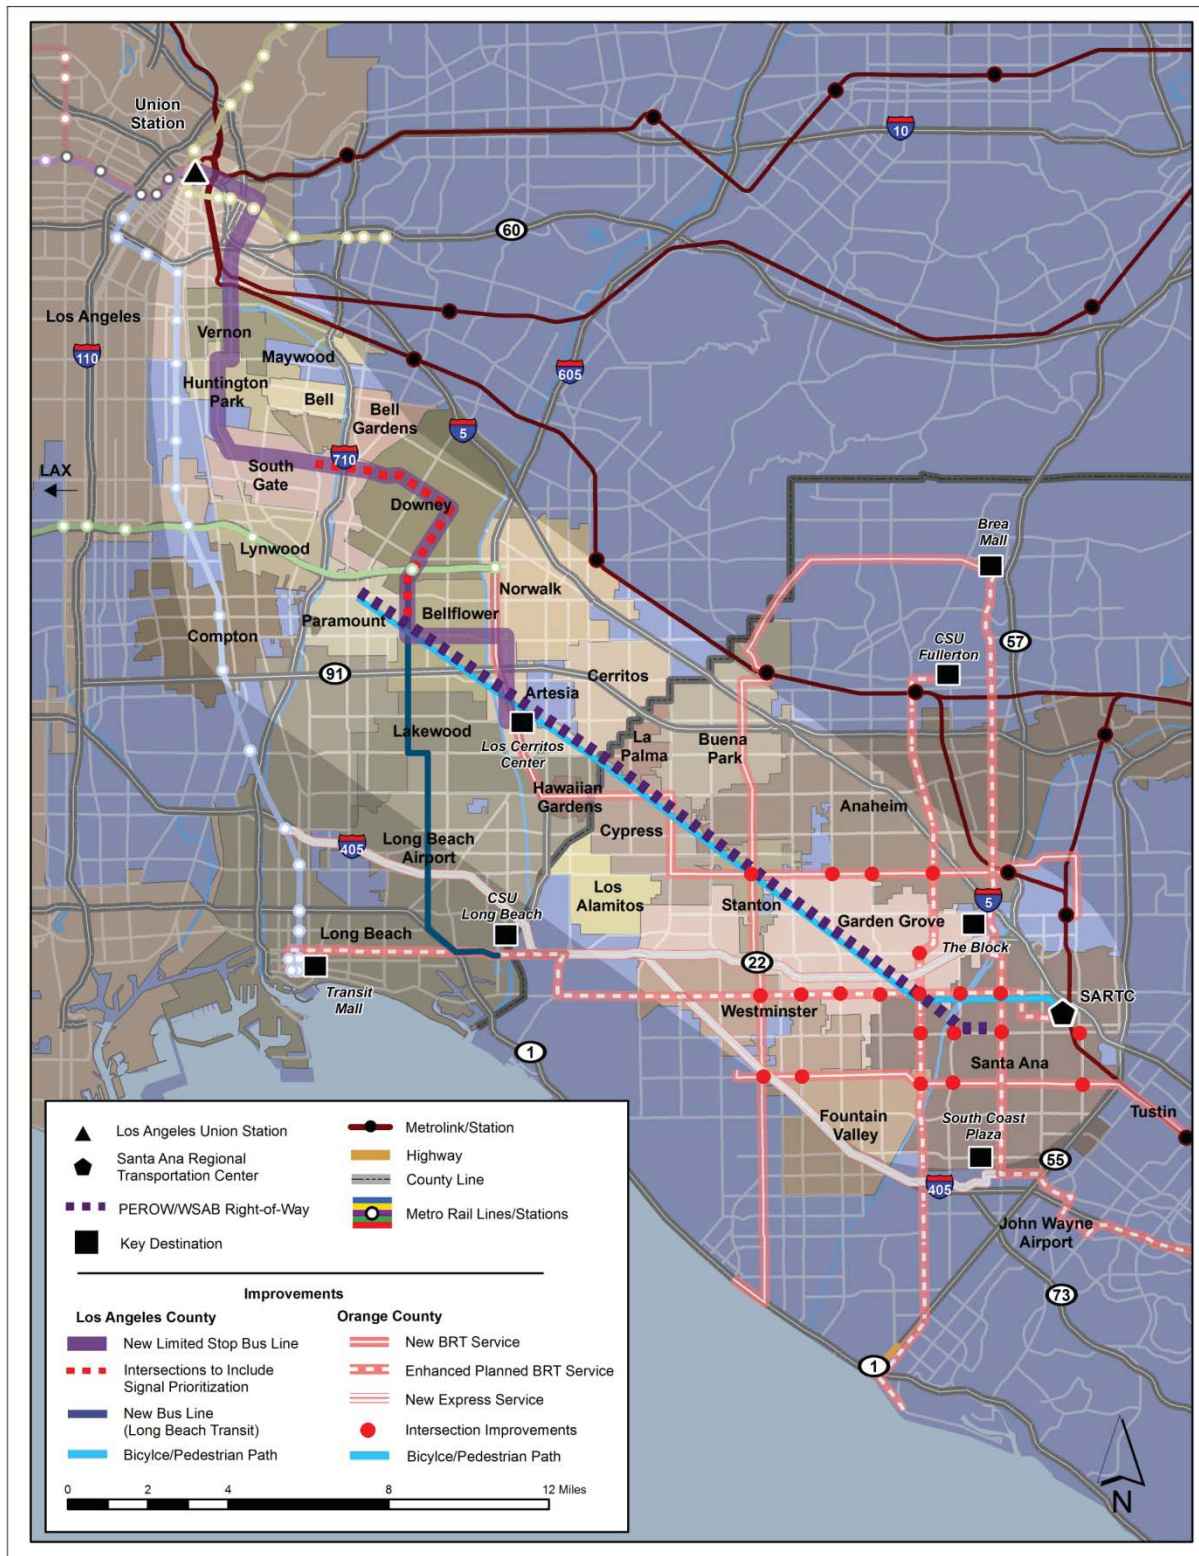 Union
Station
10
60
Los Angeles
110
Vernon
Maywood
Huntington
Park
Bell
Bell
Gardens
605
5
710
South
Gate
LAX
Downey
Brea
Mall
Lynwood
Norwalk
Paramount
Bellflower
Compton
CSU
Fullerton
57
91
Cerritos
Artesia
Lakewood
Los Cerritos
Center
La
Palma
Buena
Park
Hawaiian
Gardens
Anaheim
Cypress
405
Long Beach
Airport
CSU
Long Beach
Los
Alamitos
Stanton
5
Garden Grove
The Block
Long Beach
22
Transit
Mall
SARTC
Westminster
1
Santa Ana
Fountain
Valley
South Coast
Plaza
Tustin
55
405
John Wayne
Airport
73
1
N
Los Angeles Union Station
Santa Ana Regional
Transportation Center
PEROW/WSAB Right-of-Way
Key Destination
Metrolink/Station
Highway
County Line
Metro Rail Lines/Stations
Improvements
Los Angeles County
New Limited Stop Bus Line
Intersections to Include
Signal Prioritization
New Bus Line
(Long Beach Transit)
Bicylce/Pedestrian Path
Orange County
New BRT Service
Enhanced Planned BRT Service
New Express Service
Intersection Improvements
Bicylce/Pedestrian Path
0 2 4 8 12 Miles